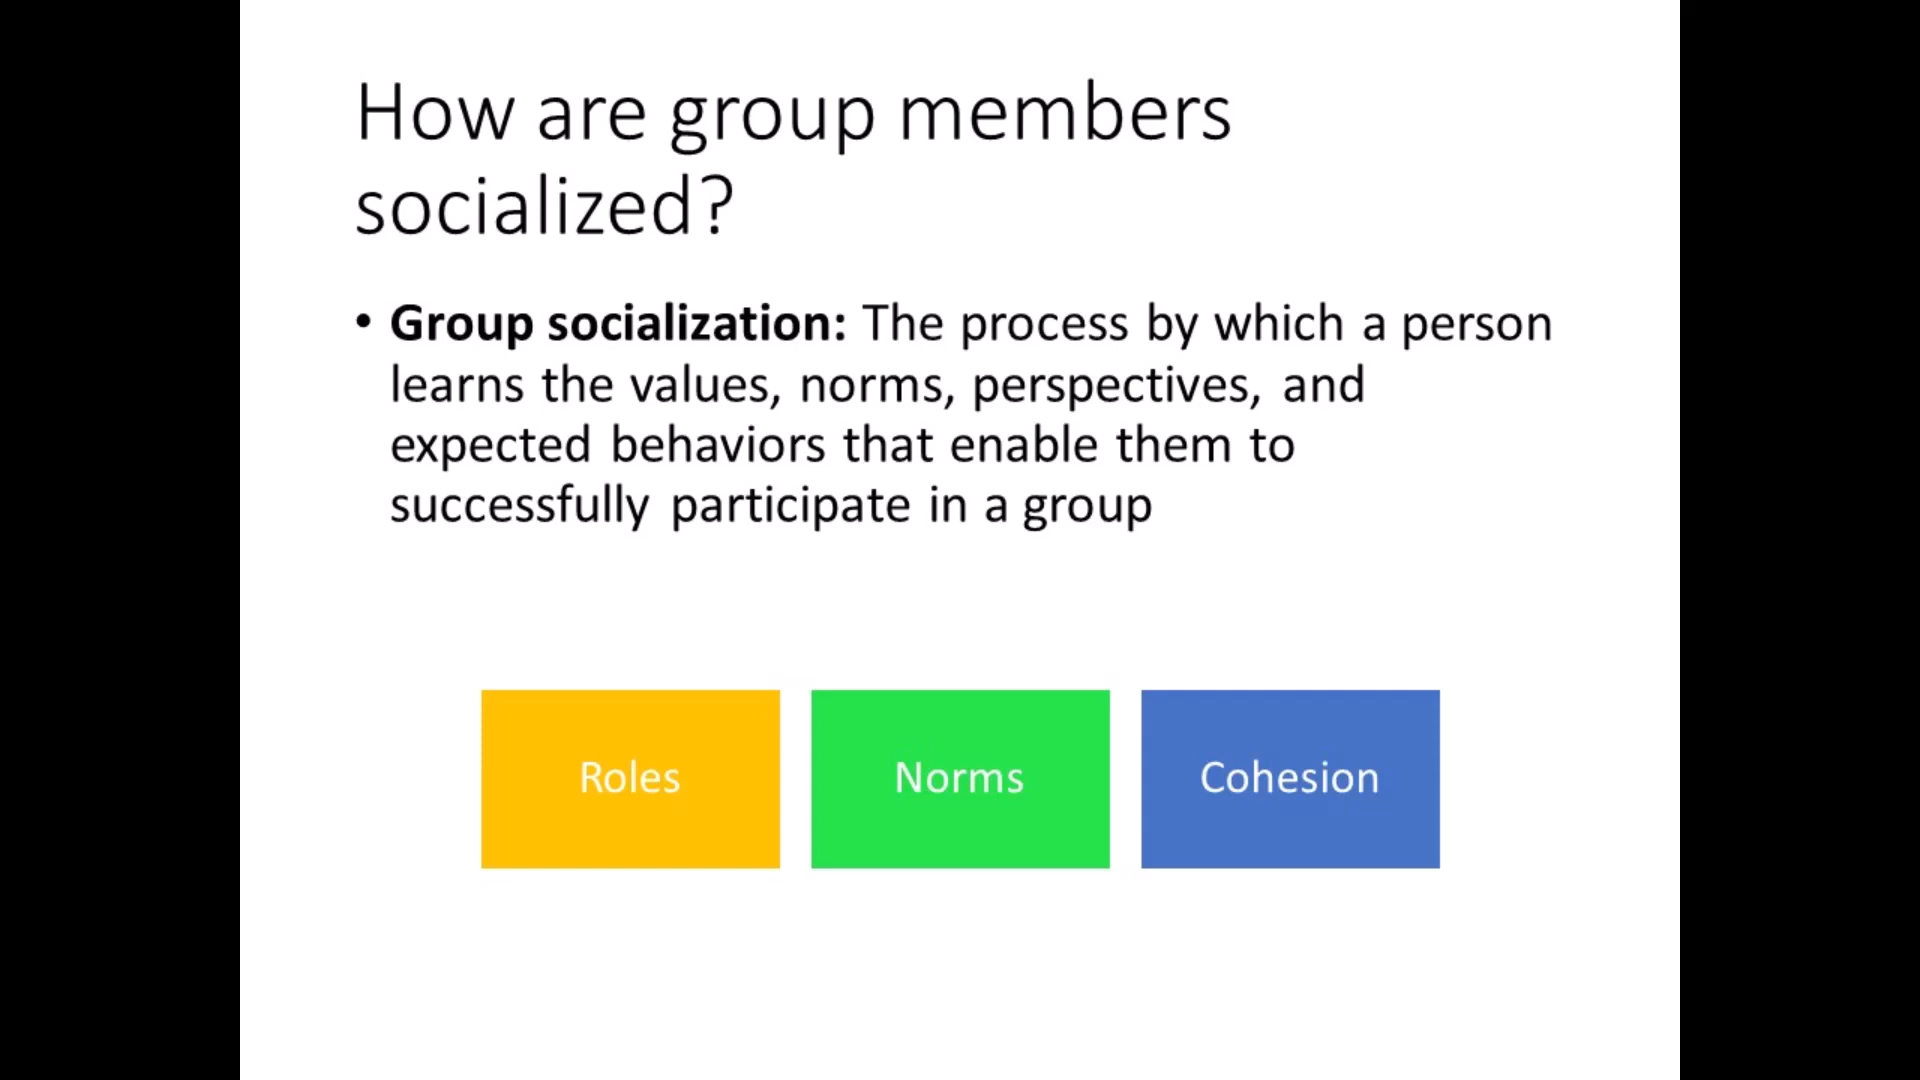 How are group members
socialized?
• Group socialization: The process by which a person
learns the values, norms, perspectives, and
expected behaviors that enable them to
successfully participate in a group
Roles
Norms
Cohesion